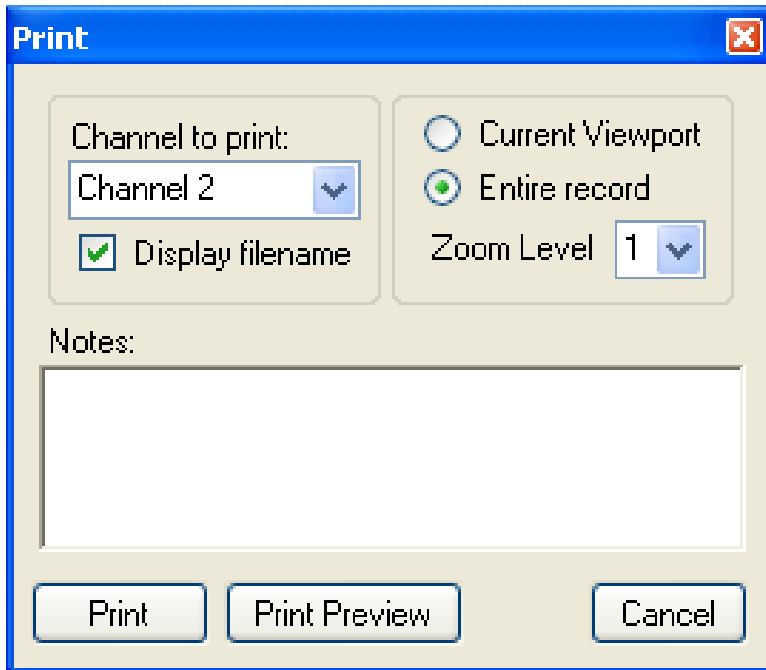 Print
Channel to print:
Channel 2
Display filename
Current Viewport
Entire record
Zoom Level 1
Notes:
Print
Print Preview
Cancel